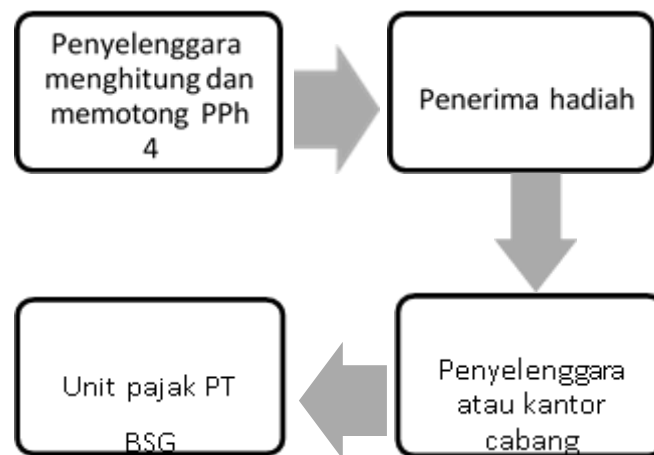 Penyelenggara
menghitung dan
memotong PPh
4
Penerima hadiah
Penyelenggara
atau kantor
cabang
Unit pajak PT
BSG